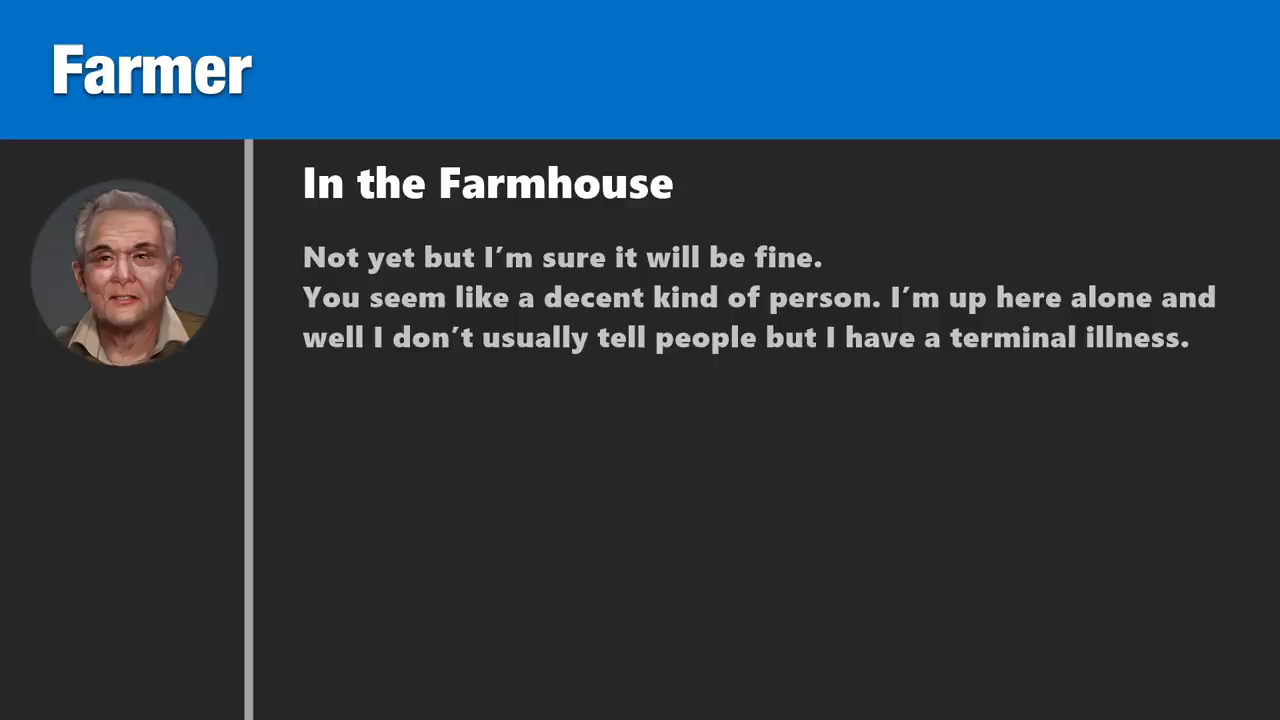 Farmer
In the Farmhouse
Not yet but I’m sure it will be fine.
You seem like a decent kind of person. I’m up here alone and
well I don’t usually tell people but I have a terminal illness.